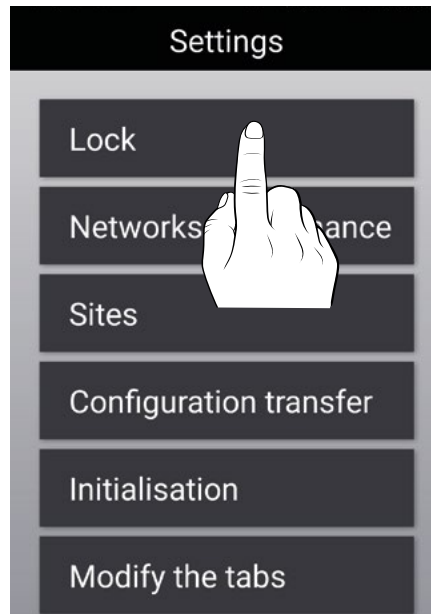 Settings
Lock
Networks ance
Sites
Configuration transfer
Initialisation
Modify the tabs